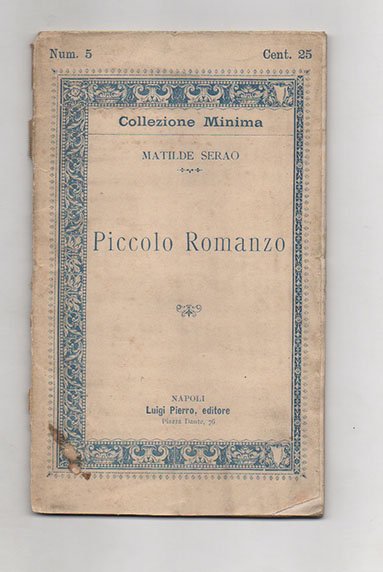 Num. 5 Cent. 25
Collezione Minima
MATILDE SERAO
Piccolo Romanzo
NAPOLI
Luigi Pierro, editore
Piazza Dante, 76